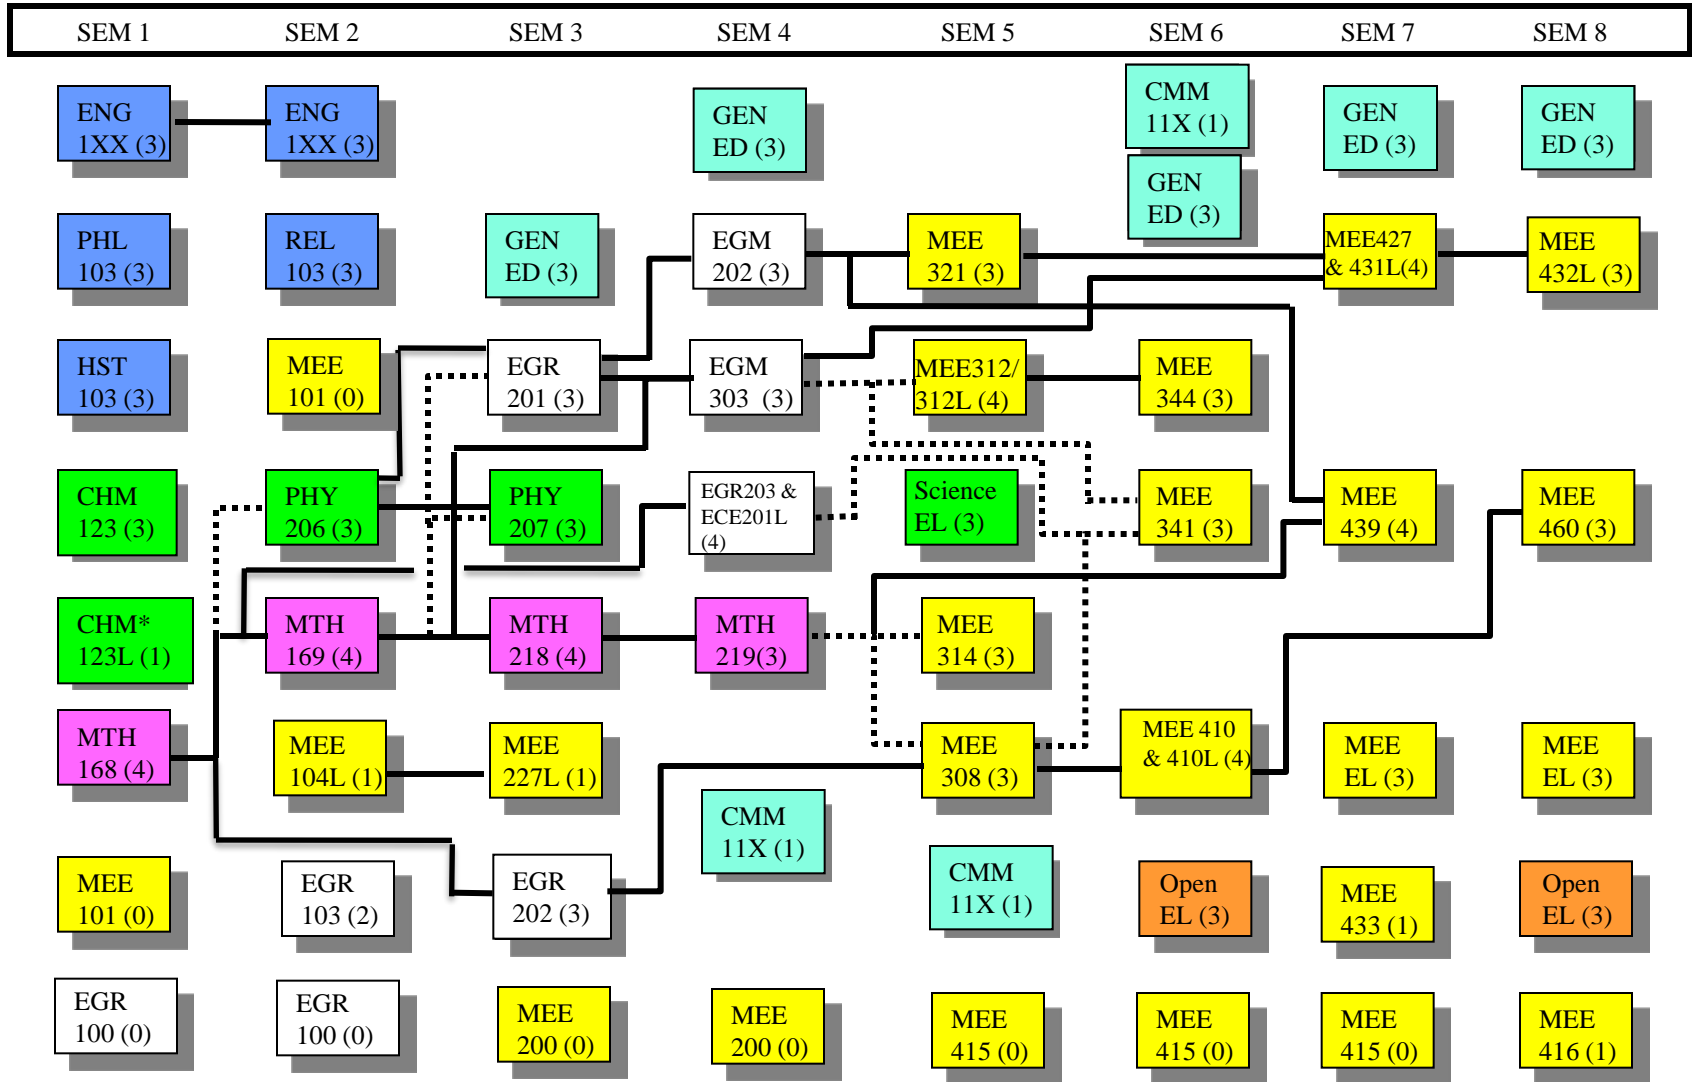 SEM 1 SEM 2 SEM 3 SEM 4 SEM 5 SEM 6 SEM 7 SEM 8
ENG
1XX (3)
PHL
103 (3)
HST
103 (3)
CHM
123 (3)
CHM*
123L (1)
MTH
168 (4)
MEE
101 (0)
EGR
100 (0)
ENG
1XX (3)
REL
103 (3)
MEE
101 (0)
PHY
206 (3)
MTH
169 (4)
MEE
104L (1)
EGR
103 (2)
EGR
100 (0)
GEN
ED (3)
EGR
201 (3)
PHY
207 (3)
MTH
218 (4)
MEE
227L (1)
EGR
202 (3)
MEE
200 (0)
GEN
ED (3)
EGM
202 (3)
EGM
303 (3)
EGR203 &
ECE201L
(4)
MTH
219(3)
CMM
11X (1)
MEE
200 (0)
MEE
321 (3)
MEE312/
312L (4)
Science
EL (3)
MEE
314 (3)
MEE
308 (3)
CMM
11X (1)
MEE
415 (0)
CMM
11X (1)
GEN
ED (3)
MEE
344 (3)
MEE
341 (3)
MEE 410
& 410L (4)
Open
EL (3)
MEE
415 (0)
GEN
ED (3)
MEE427
& 431L(4)
MEE
439 (4)
MEE
EL (3)
MEE
433 (1)
MEE
415 (0)
GEN
ED (3)
MEE
432L (3)
MEE
460 (3)
MEE
EL (3)
Open
EL (3)
MEE
416 (1)